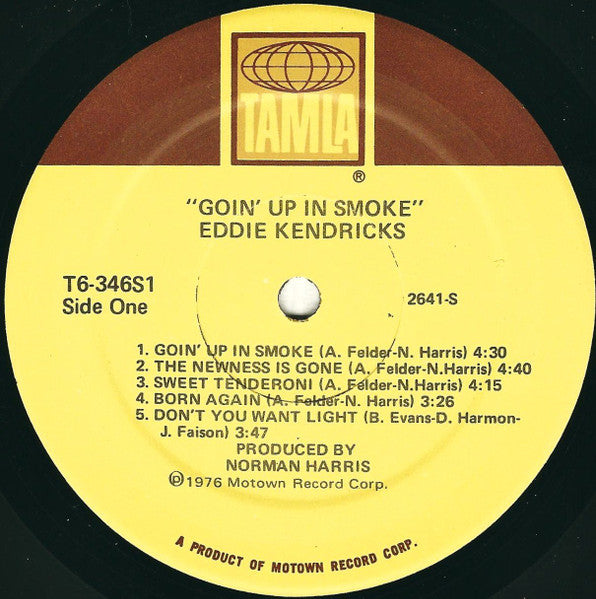 TAMLA
®
"GOIN' UP IN SMOKE"
EDDIE KENDRICKS
T6-346S1
Side One
2641-S
1. GOIN' UP IN SMOKE (A. Felder-N. Harris) 4:30
2. THE NEWNESS IS GONE (A. Felder-N.Harris) 4:40
3. SWEET TENDERONI (A. Felder-N.Harris) 4:15
4. BORN AGAIN (A. Felder-N. Harris) 3:26
5. DON'T YOU WANT LIGHT (B. Evans-D. Harmon-
J. Faison) 3:47
PRODUCED BY
NORMAN HARRIS
℗1976 Motown Record Corp.
A PRODUCT OF MOTOWN RECORD CORP.